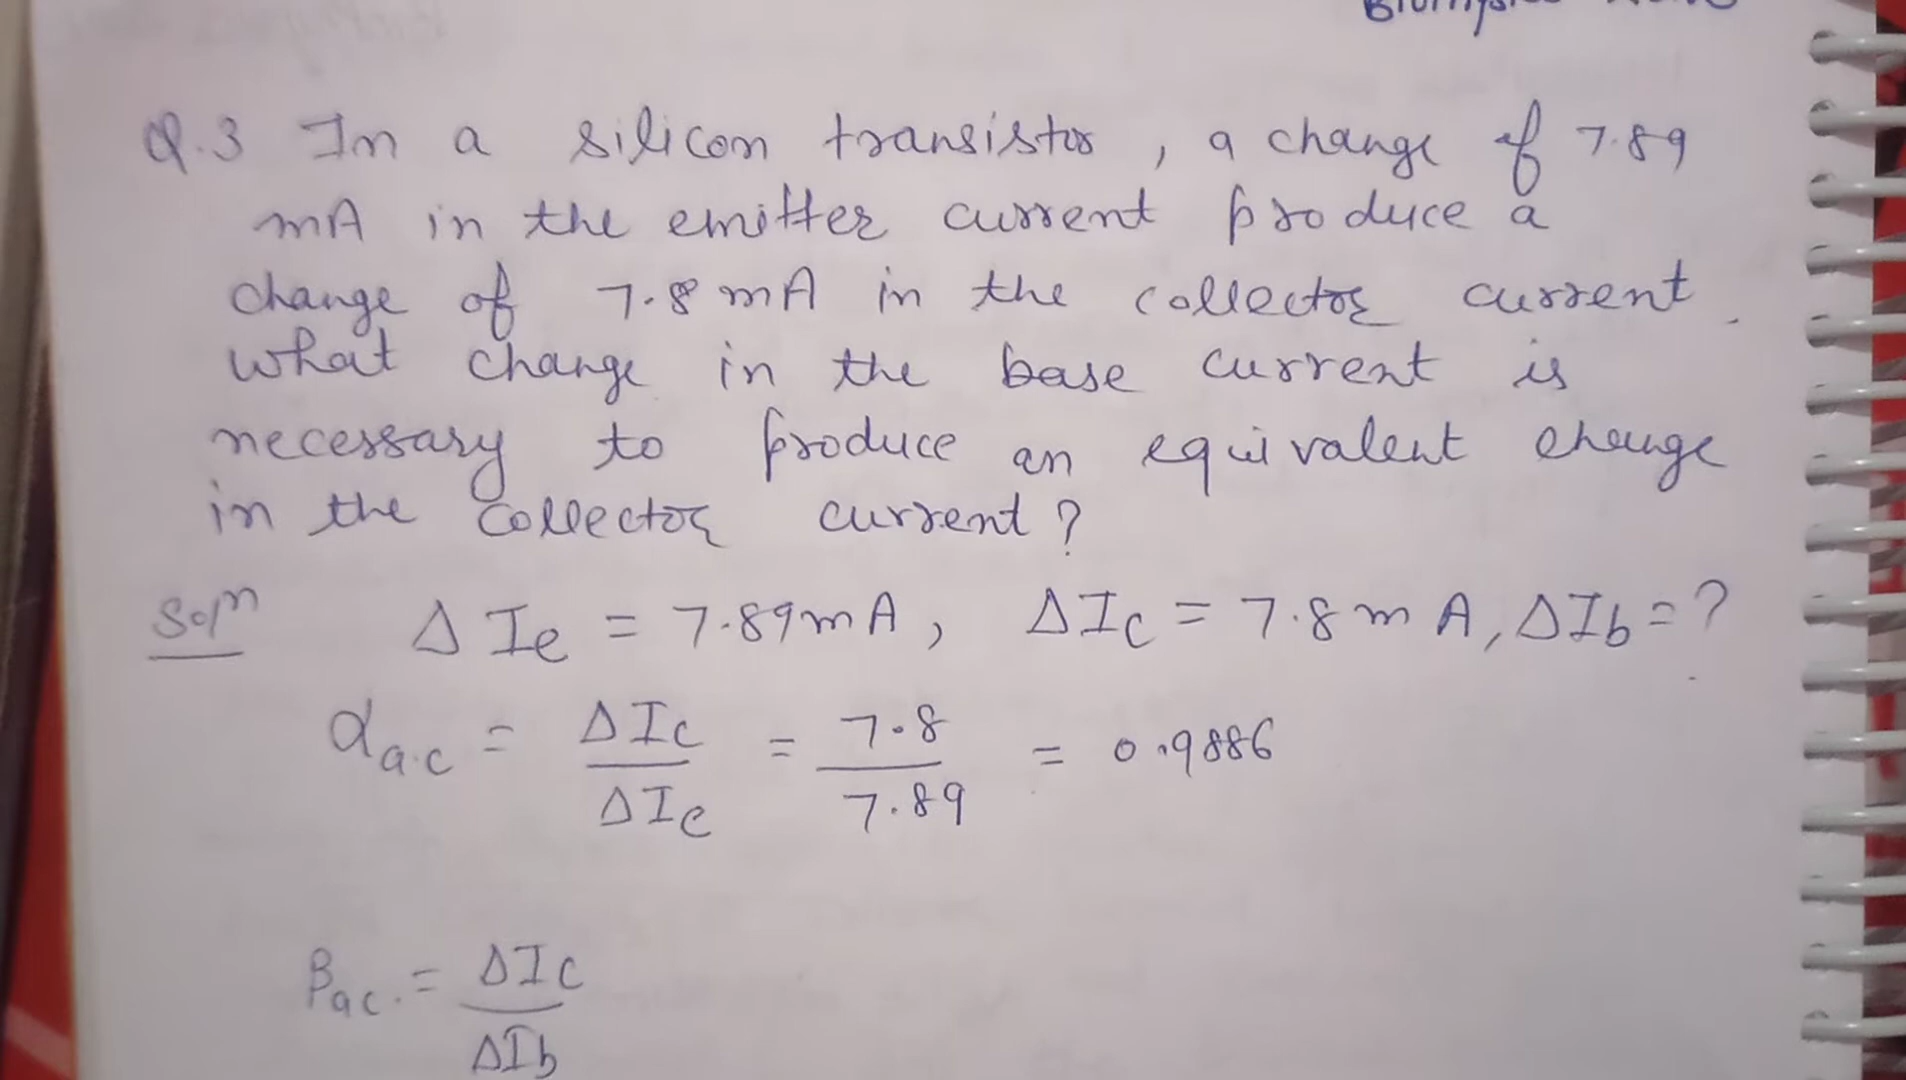 Q.3 In a silicon transistor, a change of 7.89
mA in the emitter current produce a
change of 7.8 mA in the collector current.
what change in the base current is
necessary to produce an equivalent change
in the collector current?
Solⁿ ΔIe = 7.89mA, ΔIc = 7.8 mA, ΔIb = ?
αa.c = ΔIc / ΔIe = 7.8 / 7.89 = 0.9886
βac. = ΔIc / ΔIb